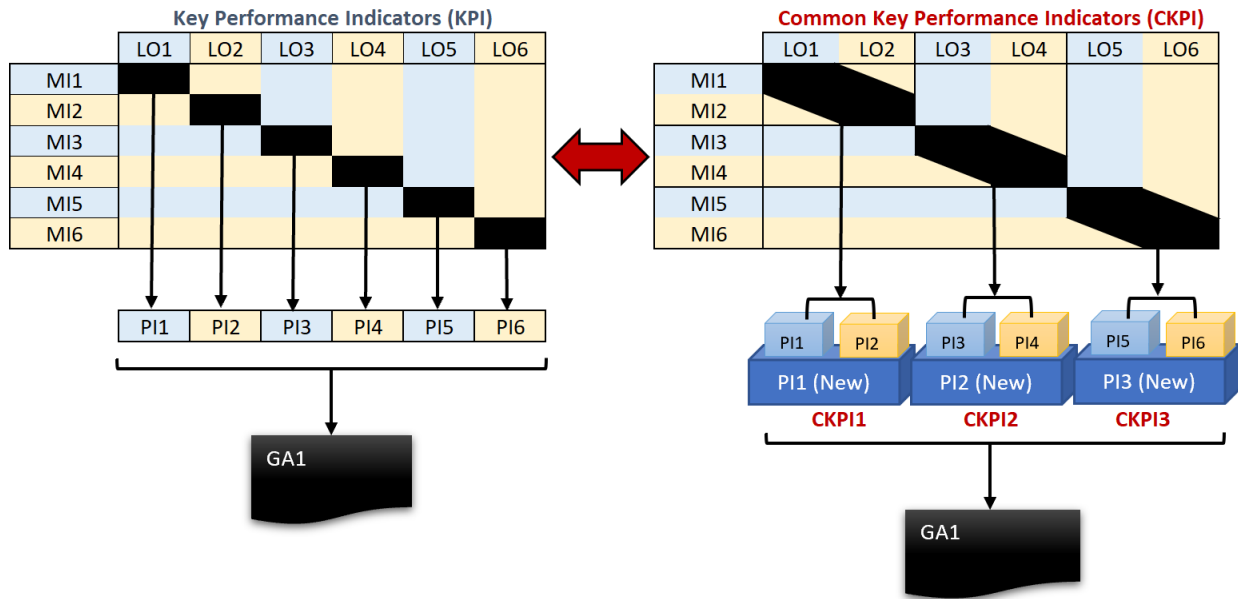 Key Performance Indicators (KPI)
LO1 LO2 LO3 LO4 LO5 LO6
MI1
MI2
MI3
MI4
MI5
MI6
PI1 PI2 PI3 PI4 PI5 PI6
GA1
Common Key Performance Indicators (CKPI)
LO1 LO2 LO3 LO4 LO5 LO6
MI1
MI2
MI3
MI4
MI5
MI6
PI1 PI2 PI3 PI4 PI5 PI6
PI1 (New) PI2 (New) PI3 (New)
CKPI1 CKPI2 CKPI3
GA1